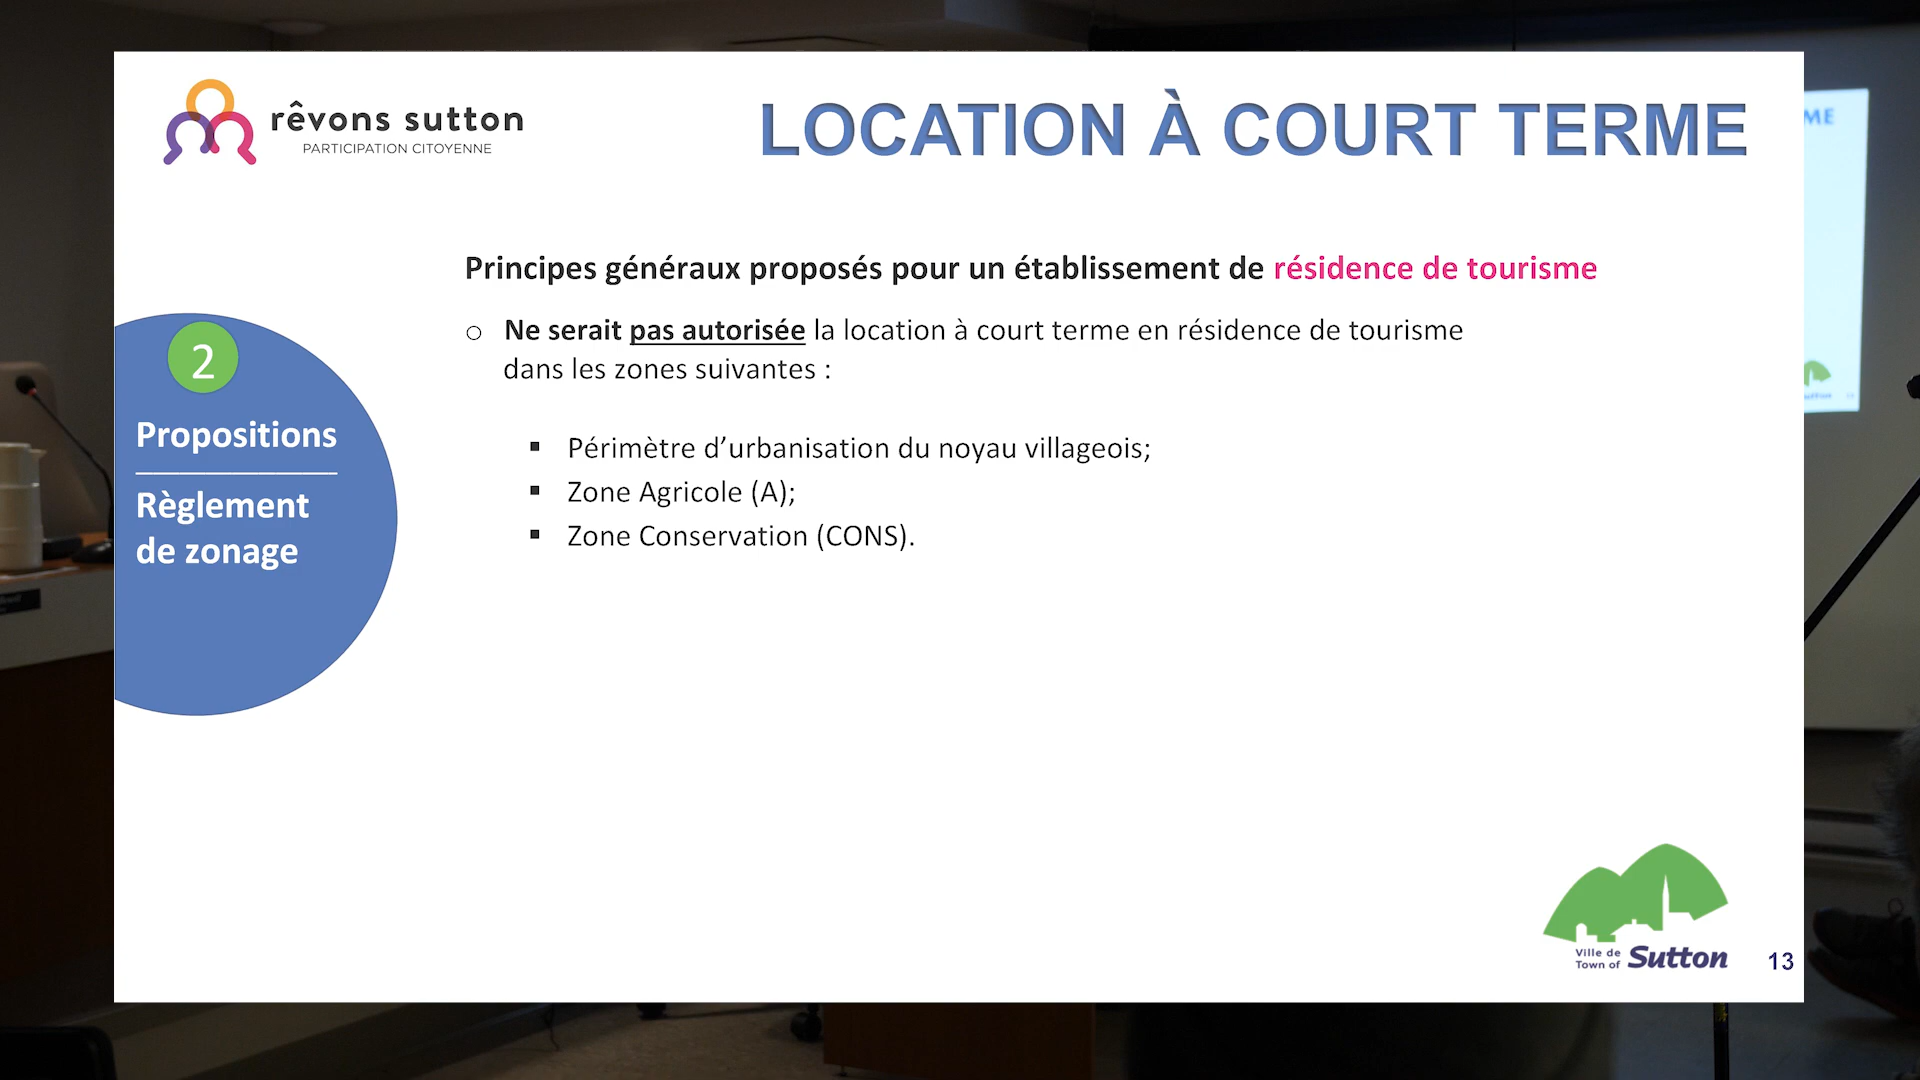 rêvons sutton
PARTICIPATION CITOYENNE
LOCATION À COURT TERME
ME
Principes généraux proposés pour un établissement de résidence de tourisme
o Ne serait pas autorisée la location à court terme en résidence de tourisme
dans les zones suivantes :
2
Propositions
Règlement
de zonage
▪ Périmètre d’urbanisation du noyau villageois;
▪ Zone Agricole (A);
▪ Zone Conservation (CONS).
Ville de
Town of Sutton
13